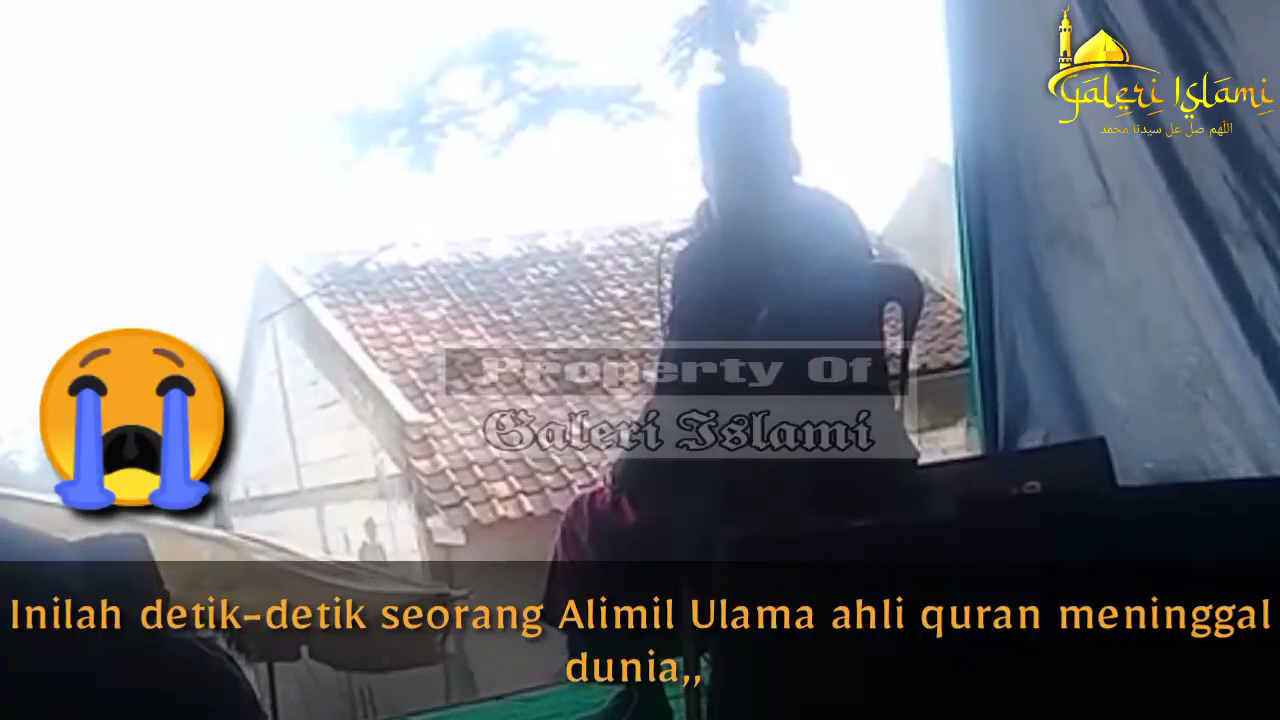 Galeri Islami
اللهم صل عل سيدنا محمد
Property Of
Galeri Islami
Inilah detik-detik seorang Alimil Ulama ahli quran meninggal
dunia,,